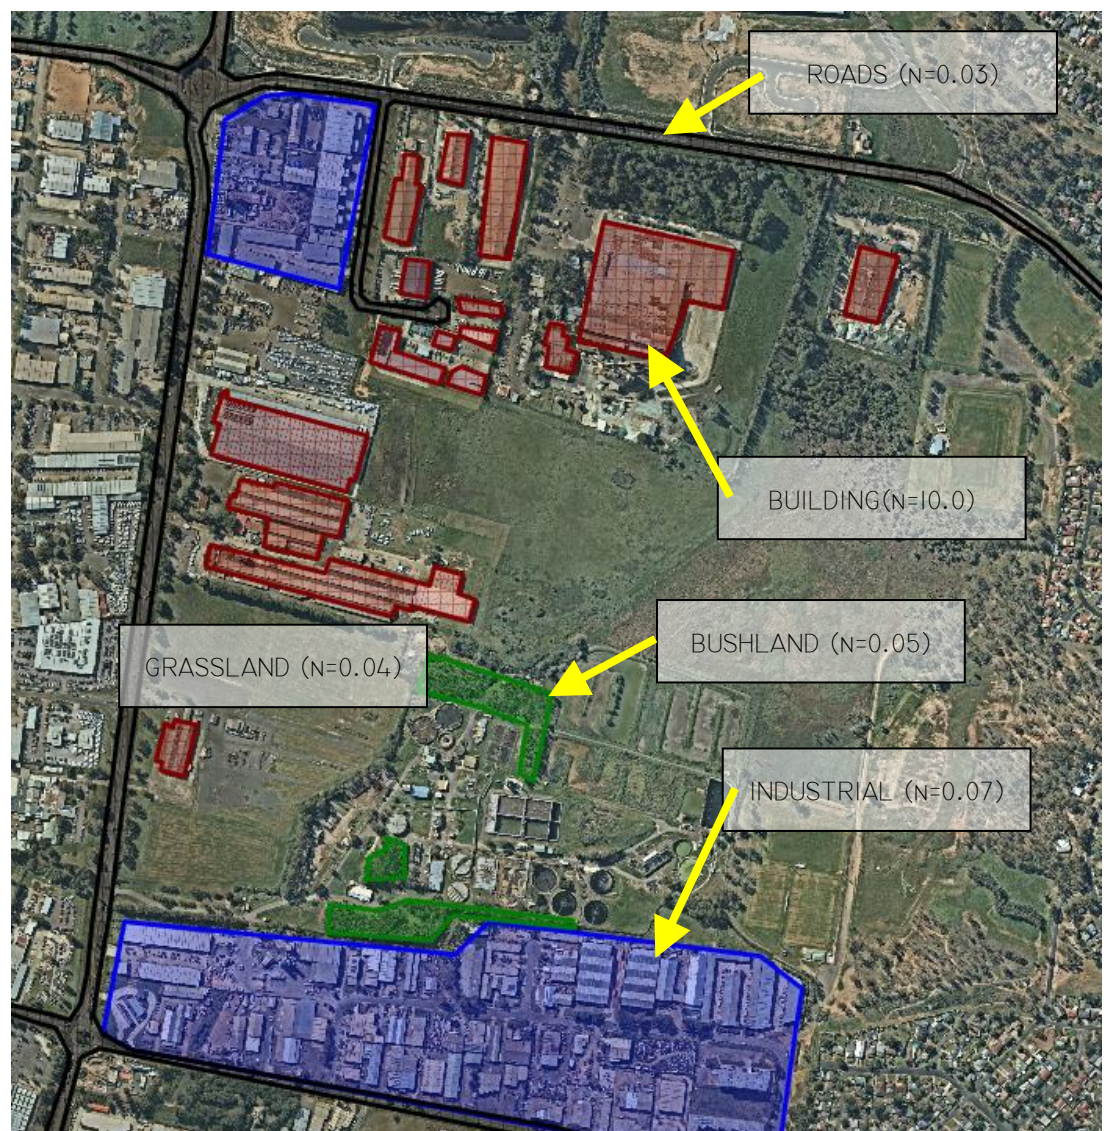 ROADS (N=0.03)
BUILDING(N=10.0)
BUSHLAND (N=0.05)
GRASSLAND (N=0.04)
INDUSTRIAL (N=0.07)